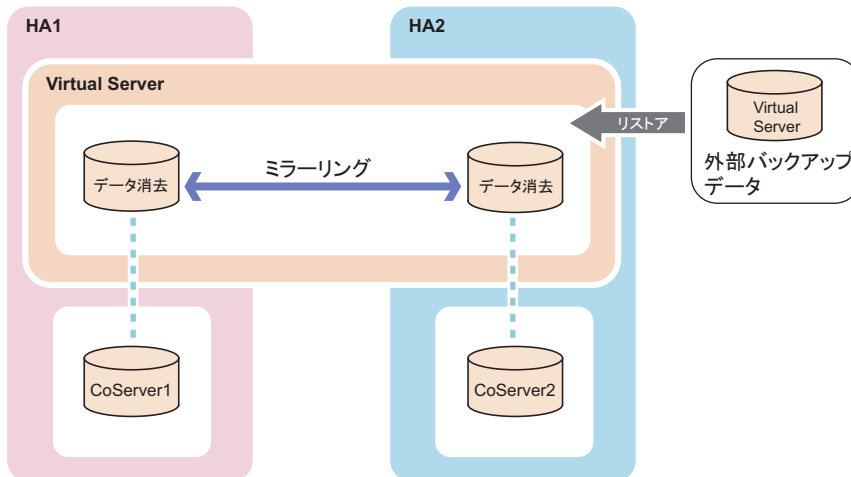 HA1
HA2
Virtual Server
Virtual
Server
リストア
外部バックアップ
データ
ミラーリング
データ消去
データ消去
CoServer1
CoServer2